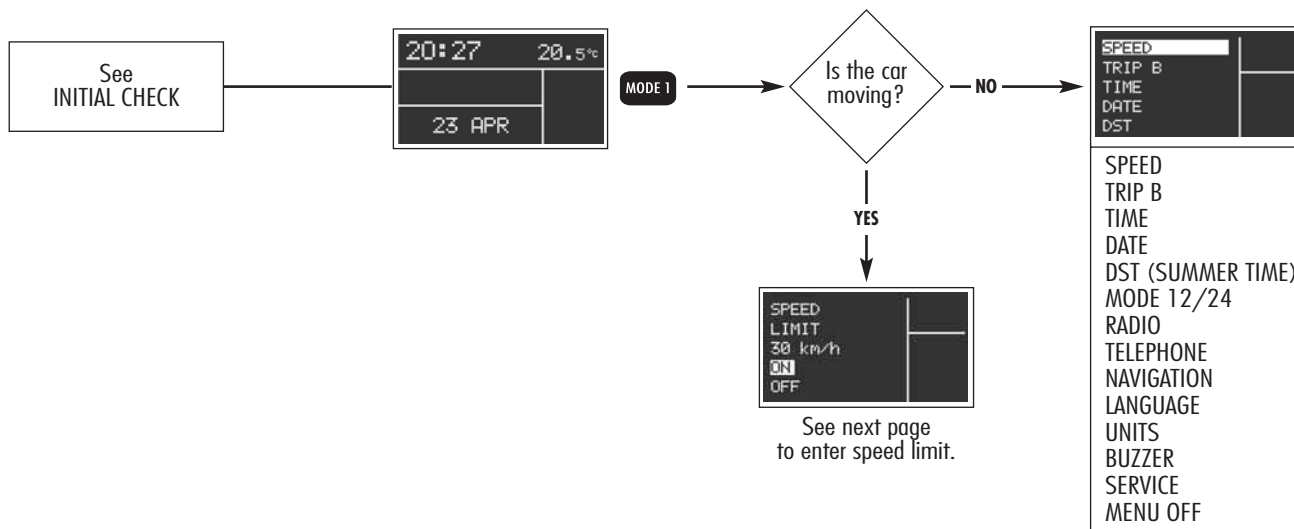 See
INITIAL CHECK
20:27 20.5°C
23 APR
MODE 1
Is the car
moving?
NO
YES
SPEED
TRIP B
TIME
DATE
DST
SPEED
TRIP B
TIME
DATE
DST (SUMMER TIME)
MODE 12/24
RADIO
TELEPHONE
NAVIGATION
LANGUAGE
UNITS
BUZZER
SERVICE
MENU OFF
SPEED
LIMIT
30 km/h
ON
OFF
See next page
to enter speed limit.